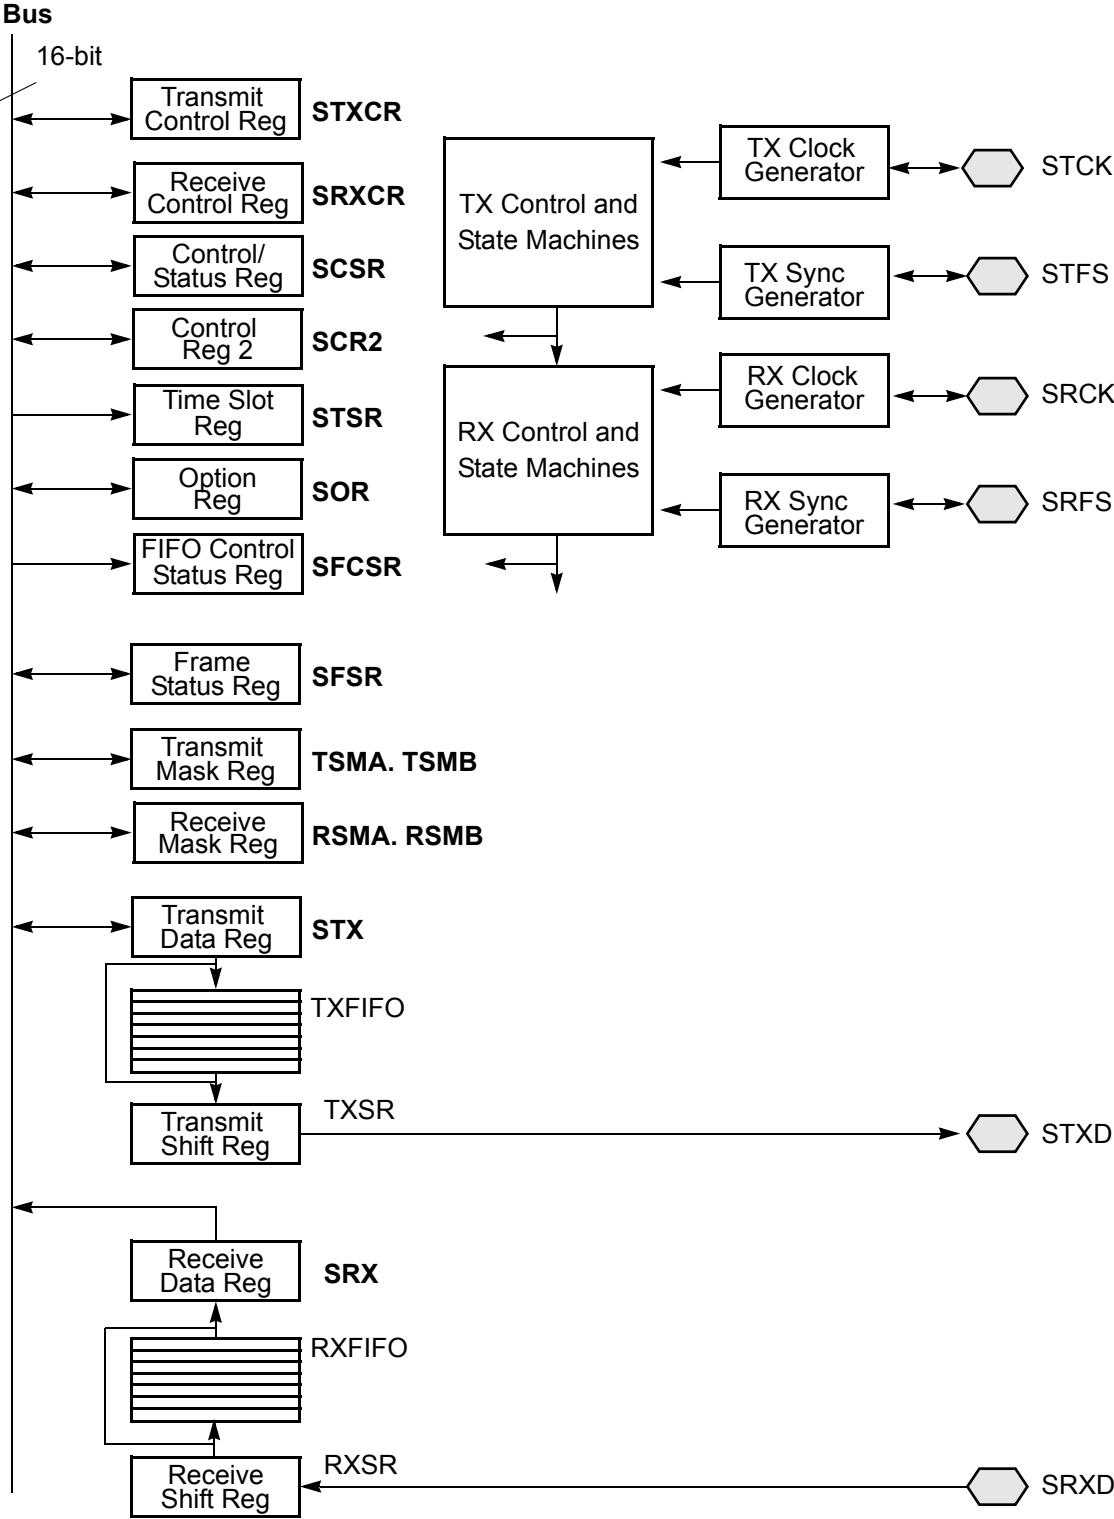 Bus
16-bit
Transmit
Control Reg
STXCR
Receive
Control Reg
SRXCR
Control/
Status Reg
SCSR
Control
Reg 2
SCR2
Time Slot
Reg
STSR
Option
Reg
SOR
FIFO Control
Status Reg
SFCSR
Frame
Status Reg
SFSR
Transmit
Mask Reg
TSMA. TSMB
Receive
Mask Reg
RSMA. RSMB
Transmit
Data Reg
STX
TXFIFO
Transmit
Shift Reg
TXSR
STXD
Receive
Data Reg
SRX
RXFIFO
Receive
Shift Reg
RXSR
SRXD
TX Control and
State Machines
RX Control and
State Machines
TX Clock
Generator
STCK
TX Sync
Generator
STFS
RX Clock
Generator
SRCK
RX Sync
Generator
SRFS